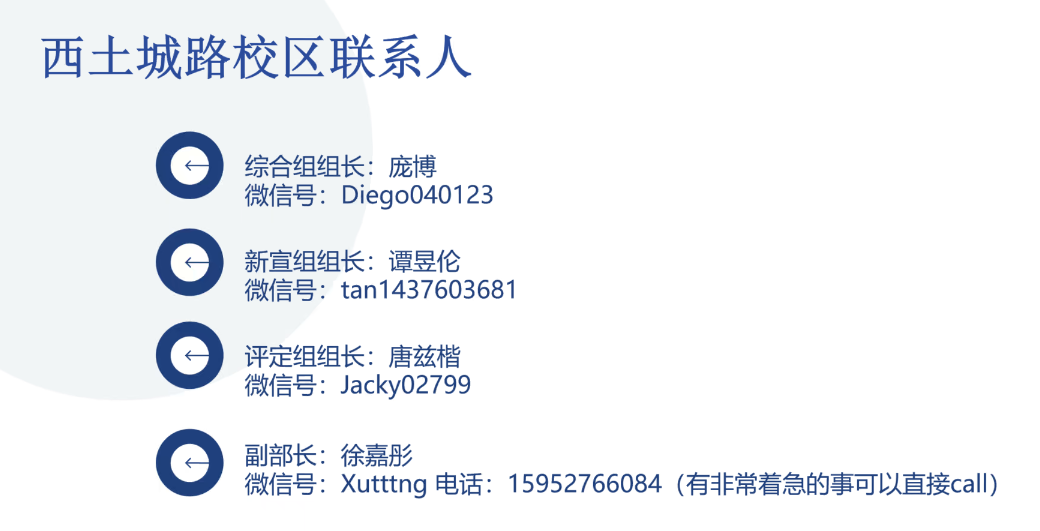 西土城路校区联系人
综合组组长：庞博
微信号：Diego040123
新宣组组长：谭昱伦
微信号：tan1437603681
评定组组长：唐兹楷
微信号：Jacky02799
副部长：徐嘉彤
微信号：Xutttng 电话：15952766084（有非常着急的事可以直接call）